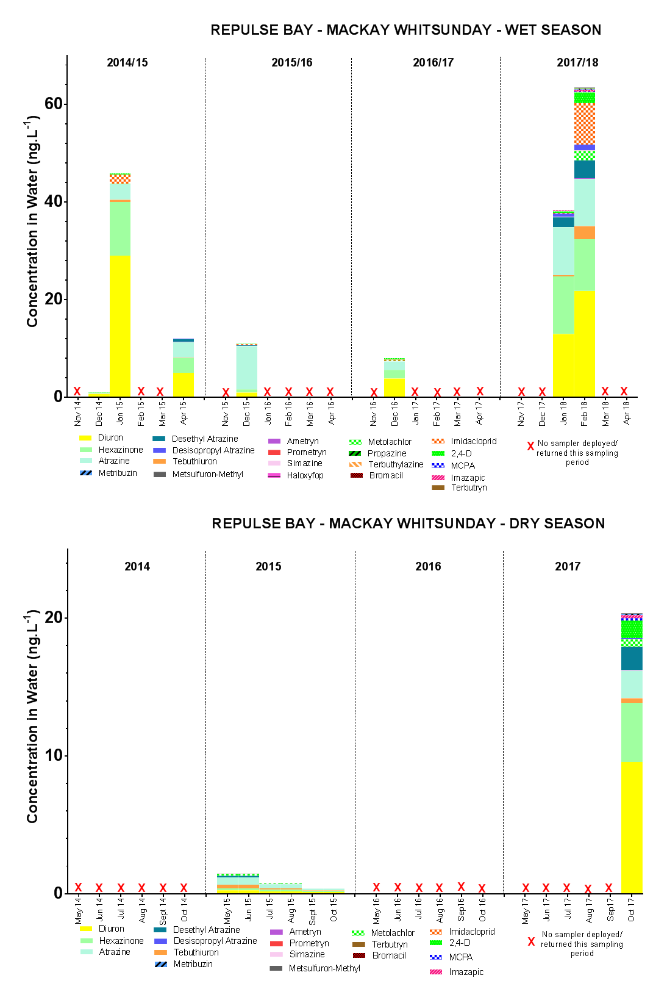 REPULSE BAY - MACKAY WHITSUNDAY - WET SEASON
2014/15 2015/16 2016/17 2017/18
Concentration in Water (ng.L-1)
60
40
20
0
X X X X X X X X X X X X X X X X X X
Nov 14 Dec 14 Jan 15 Feb 15 Mar 15 Apr 15 Nov 15 Dec 15 Jan 16 Feb 16 Mar 16 Apr 16 Nov 16 Dec 16 Jan 17 Feb 17 Mar 17 Apr 17 Nov 17 Dec 17 Jan 18 Feb 18 Mar 18 Apr 18
Diuron
Hexazinone
Atrazine
Metribuzin
Desethyl Atrazine
Desisopropyl Atrazine
Tebuthiuron
Metsulfuron-Methyl
Ametryn
Prometryn
Simazine
Haloxyfop
Metolachlor
Propazine
Terbuthylazine
Bromacil
Imidacloprid
2,4-D
MCPA
Imazapic
Terbutryn
X No sampler deployed/
returned this sampling
period
REPULSE BAY - MACKAY WHITSUNDAY - DRY SEASON
2014 2015 2016 2017
Concentration in Water (ng.L-1)
20
10
0
X X X X X X X X X X X X X X X X X
May 14 Jun 14 Jul 14 Aug 14 Sept 14 Oct 14 May 15 Jun 15 Jul 15 Aug 15 Sept 15 Oct 15 May 16 Jun 16 Jul 16 Aug 16 Sep16 Oct 16 May 17 Jun 17 Jul 17 Aug 17 Sep17 Oct 17
Diuron
Hexazinone
Atrazine
Desethyl Atrazine
Desisopropyl Atrazine
Tebuthiuron
Metribuzin
Ametryn
Prometryn
Simazine
Metsulfuron-Methyl
Metolachlor
Terbutryn
Bromacil
Imidacloprid
2,4-D
MCPA
Imazapic
X No sampler deployed/
returned this sampling
period